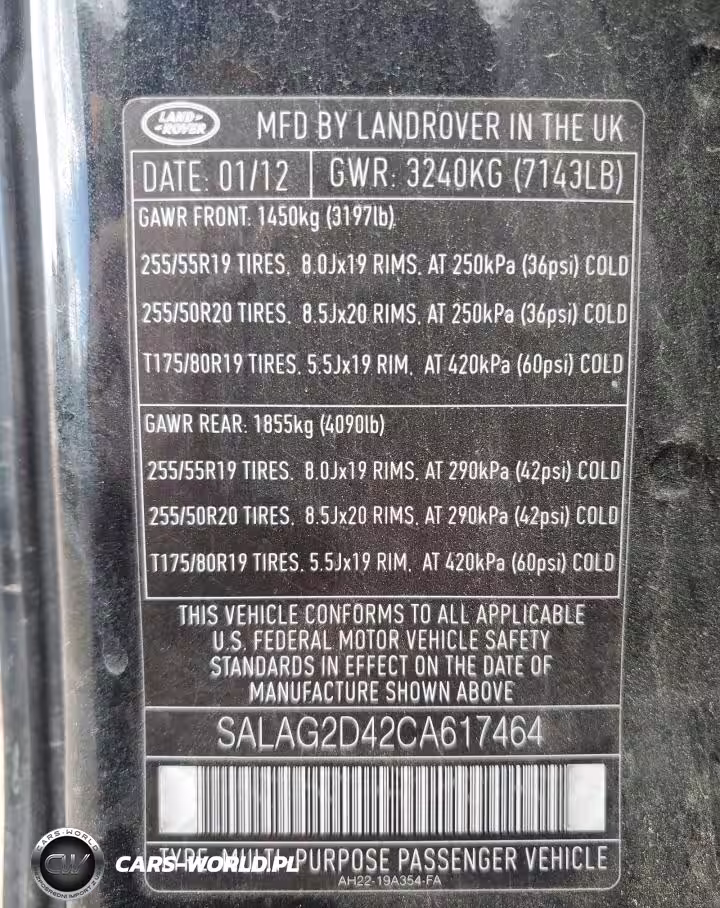 LAND
ROVER
MFD BY LANDROVER IN THE UK
DATE: 01/12 GWR: 3240KG (7143LB)
GAWR FRONT: 1450kg (3197lb).
255/55R19 TIRES, 8.0Jx19 RIMS, AT 250kPa (36psi) COLD
255/50R20 TIRES, 8.5Jx20 RIMS, AT 250kPa (36psi) COLD
T175/80R19 TIRES, 5.5Jx19 RIM, AT 420kPa (60psi) COLD
GAWR REAR: 1855kg (4090lb)
255/55R19 TIRES, 8.0Jx19 RIMS, AT 290kPa (42psi) COLD
255/50R20 TIRES, 8.5Jx20 RIMS, AT 290kPa (42psi) COLD
T175/80R19 TIRES, 5.5Jx19 RIM, AT 420kPa (60psi) COLD
THIS VEHICLE CONFORMS TO ALL APPLICABLE
U.S. FEDERAL MOTOR VEHICLE SAFETY
STANDARDS IN EFFECT ON THE DATE OF
MANUFACTURE SHOWN ABOVE
SALAG2D42CA617464
TYPE: MULTI-PURPOSE PASSENGER VEHICLE
AH22-19A354-FA
CARS-WORLD
CW
CARS-WORLD.PL